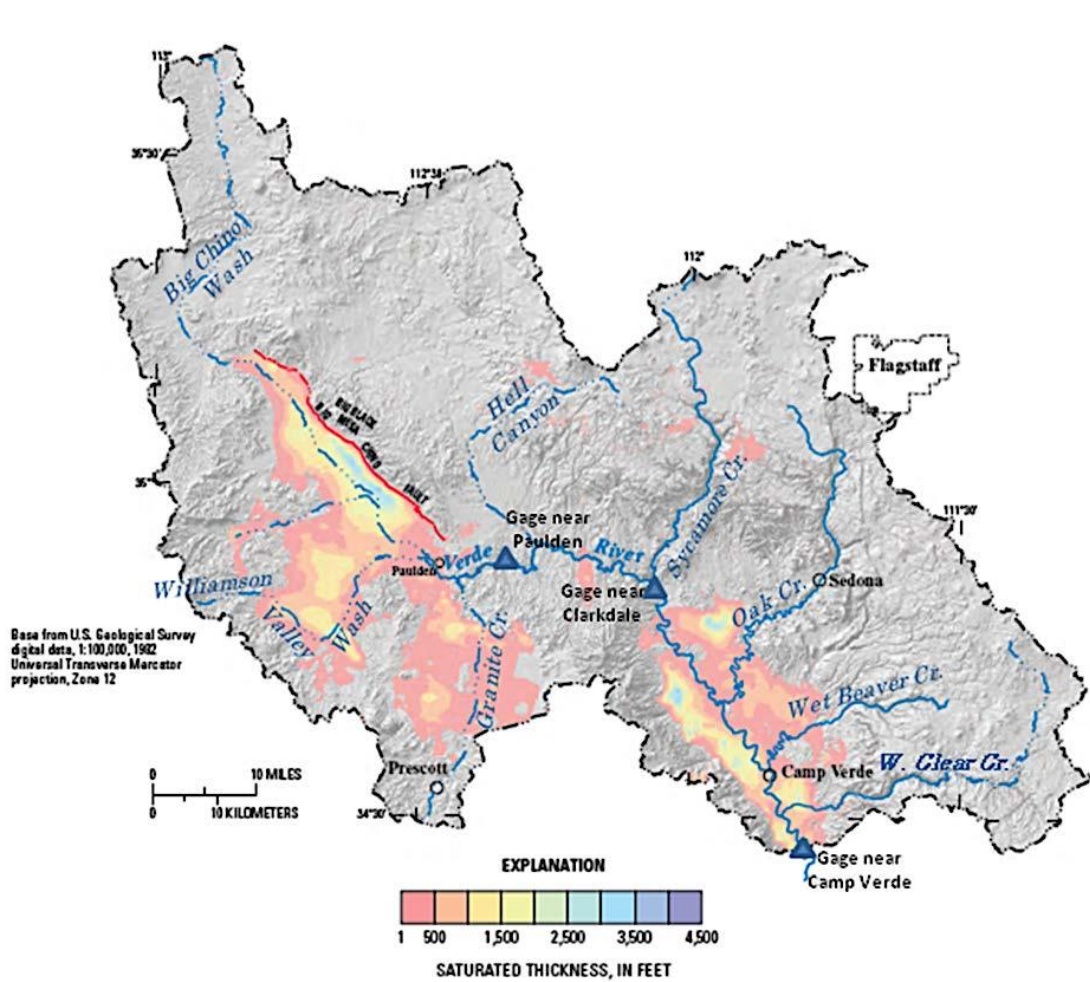 113°
35°30'
112°30'
Big Chino
Wash
112°
Flagstaff
Hell
Canyon
BIG BLACK
MESA
FAULT
35°
111°30'
Gage near
Paulden
Verde
River
Paulden
Sycamore Cr.
Gage near
Clarkdale
Oak Cr.
Sedona
Williamson
Valley
Wash
Granite Cr.
Base from U.S. Geological Survey
digital data, 1:100,000, 1982
Universal Transverse Mercator
projection, Zone 12
Wet Beaver Cr.
W. Clear Cr.
Camp Verde
Prescott
0 10 MILES
0 10 KILOMETERS
34°30'
Gage near
Camp Verde
EXPLANATION
1 500 1,500 2,500 3,500 4,500
SATURATED THICKNESS, IN FEET